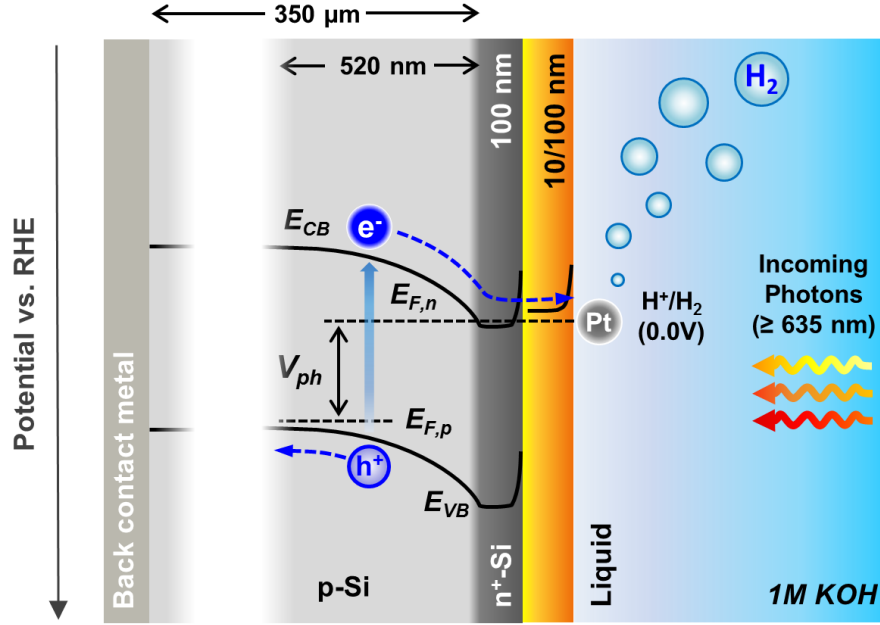 350 µm
520 nm
100 nm
10/100 nm
H2
Potential vs. RHE
ECB
e-
EF,n
Incoming
Photons
(≥ 635 nm)
H+/H2
(0.0V)
Pt
Vph
EF,p
h+
EVB
Back contact metal
p-Si
n+-Si
Liquid
1M KOH